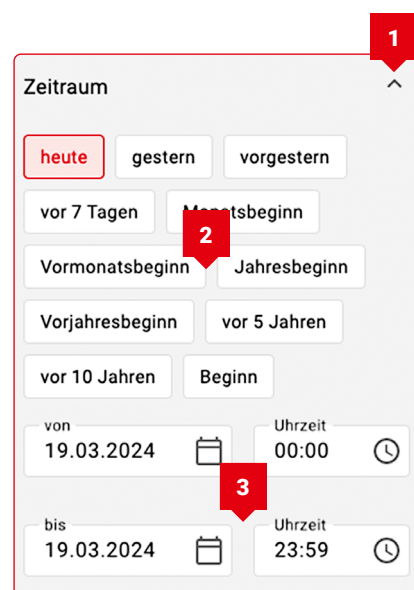 1
Zeitraum
heute gestern vorgestern
vor 7 Tagen Monatsbeginn
2
Vormonatsbeginn Jahresbeginn
Vorjahresbeginn vor 5 Jahren
vor 10 Jahren Beginn
von Uhrzeit
19.03.2024 00:00
3
bis Uhrzeit
19.03.2024 23:59